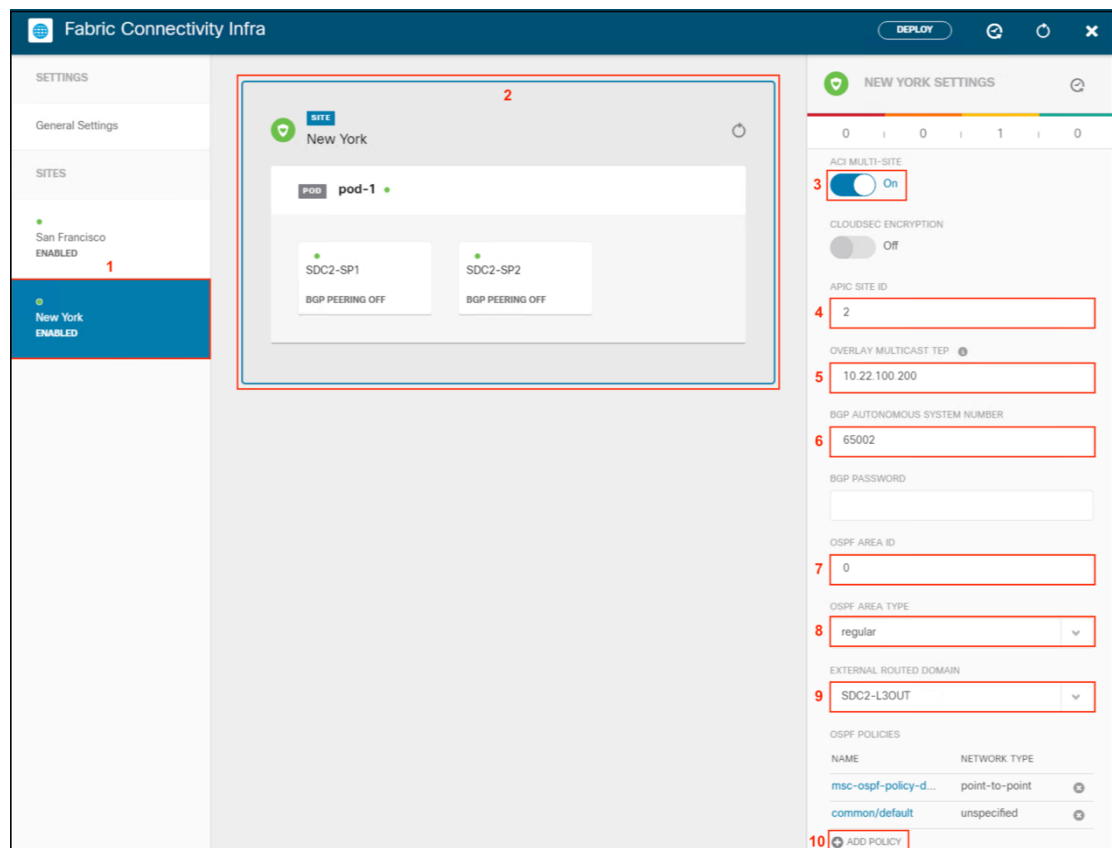 Fabric Connectivity Infra
DEPLOY
SETTINGS
General Settings
SITES
San Francisco
ENABLED
1
New York
ENABLED
2
SITE
New York
POD pod-1
SDC2-SP1
BGP PEERING OFF
SDC2-SP2
BGP PEERING OFF
NEW YORK SETTINGS
0 0 1 0
ACI MULTI-SITE
3 On
CLOUDSEC ENCRYPTION
Off
APIC SITE ID
4 2
OVERLAY MULTICAST TEP
5 10.22.100.200
BGP AUTONOMOUS SYSTEM NUMBER
6 65002
BGP PASSWORD
OSPF AREA ID
7 0
OSPF AREA TYPE
8 regular
EXTERNAL ROUTED DOMAIN
9 SDC2-L3OUT
OSPF POLICIES
NAME NETWORK TYPE
msc-ospf-policy-d... point-to-point
common/default unspecified
10 ADD POLICY